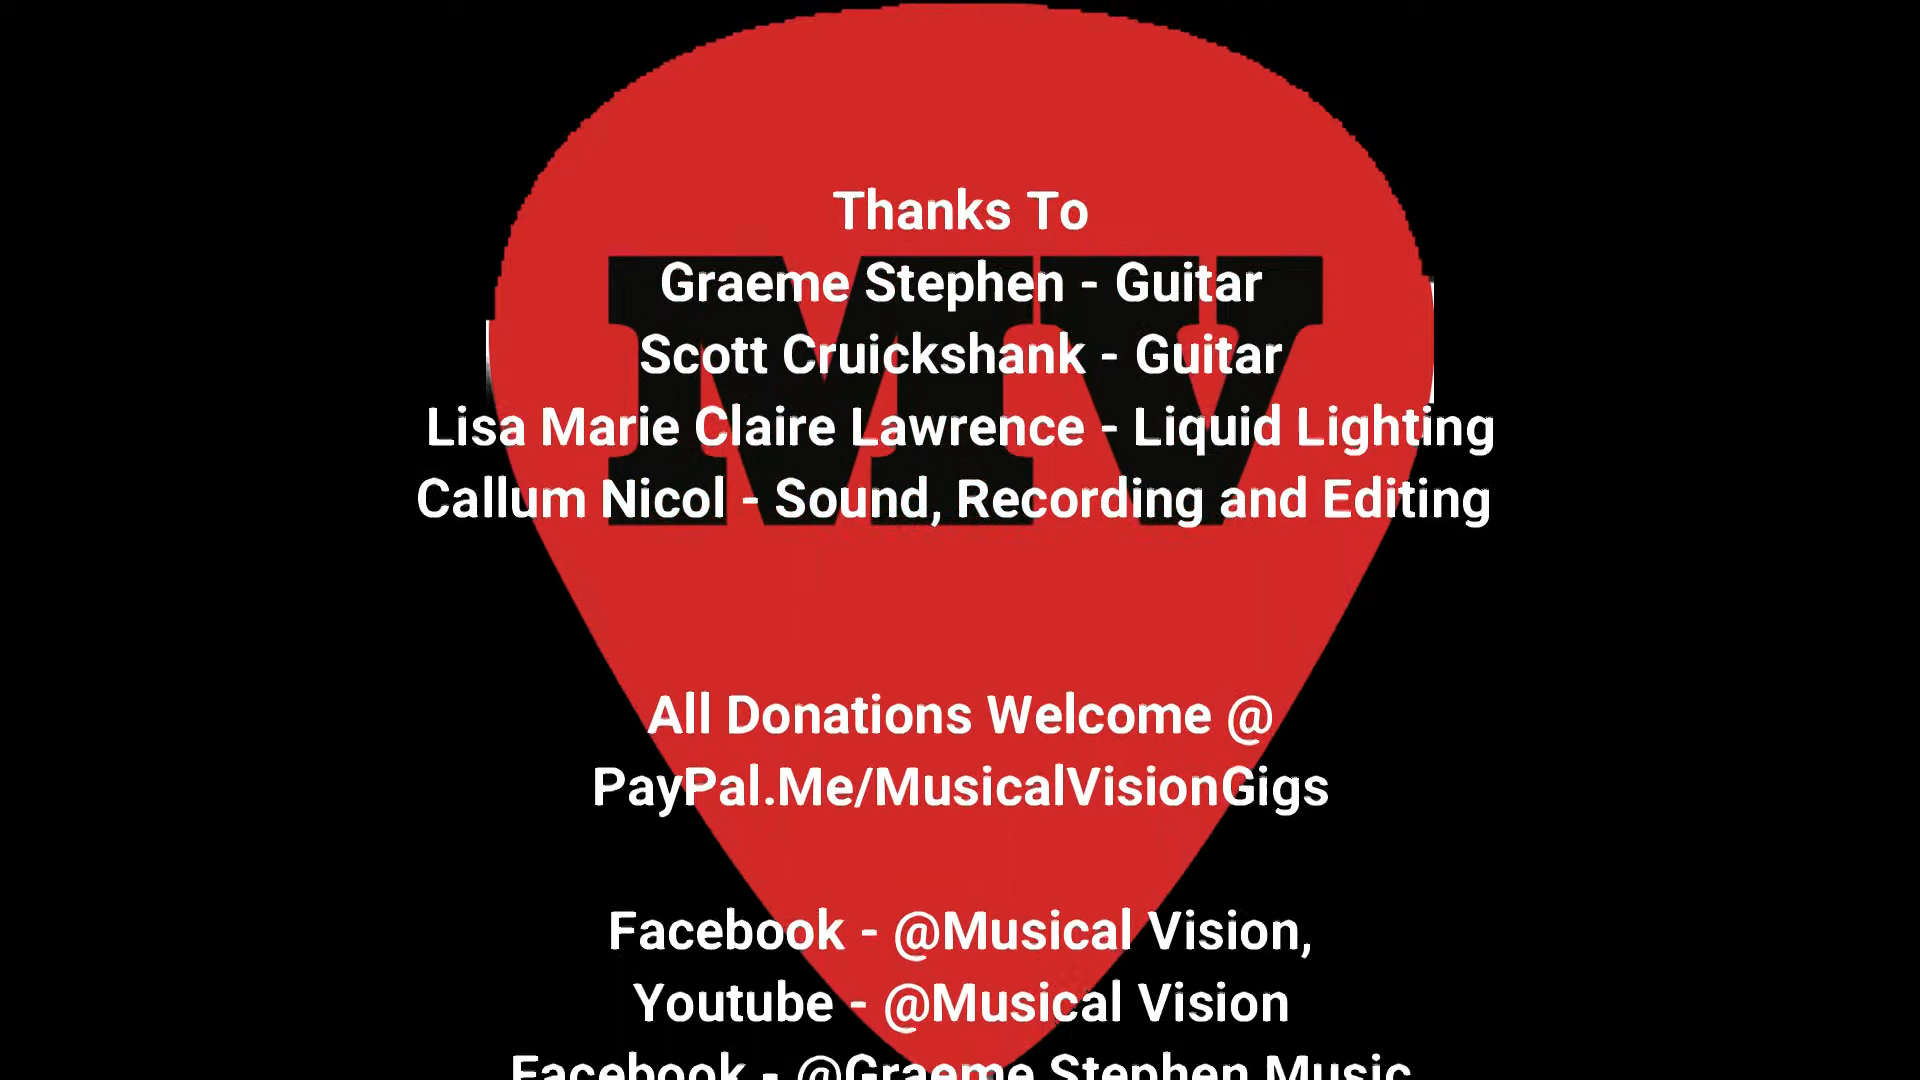 Thanks To
MV
Graeme Stephen - Guitar
Scott Cruickshank - Guitar
Lisa Marie Claire Lawrence - Liquid Lighting
Callum Nicol - Sound, Recording and Editing
All Donations Welcome @
PayPal.Me/MusicalVisionGigs
Facebook - @Musical Vision,
Youtube - @Musical Vision
Facebook - @Graeme Stephen Music